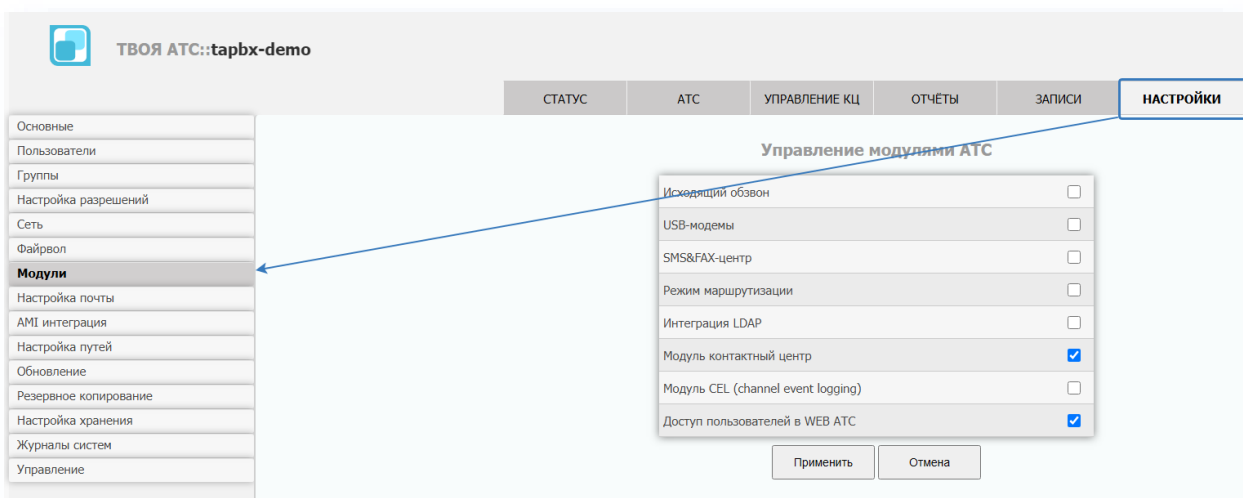 ТВОЯ АТС::tapbx-demo
СТАТУС АТС УПРАВЛЕНИЕ КЦ ОТЧЁТЫ ЗАПИСИ НАСТРОЙКИ
Основные
Пользователи
Группы
Настройка разрешений
Сеть
Файрвол
Модули
Настройка почты
AMI интеграция
Настройка путей
Обновление
Резервное копирование
Настройка хранения
Журналы систем
Управление
Управление модулями АТС
Исходящий обзвон
USB-модемы
SMS&FAX-центр
Режим маршрутизации
Интеграция LDAP
Модуль контактный центр
Модуль CEL (channel event logging)
Доступ пользователей в WEB АТС
Применить Отмена